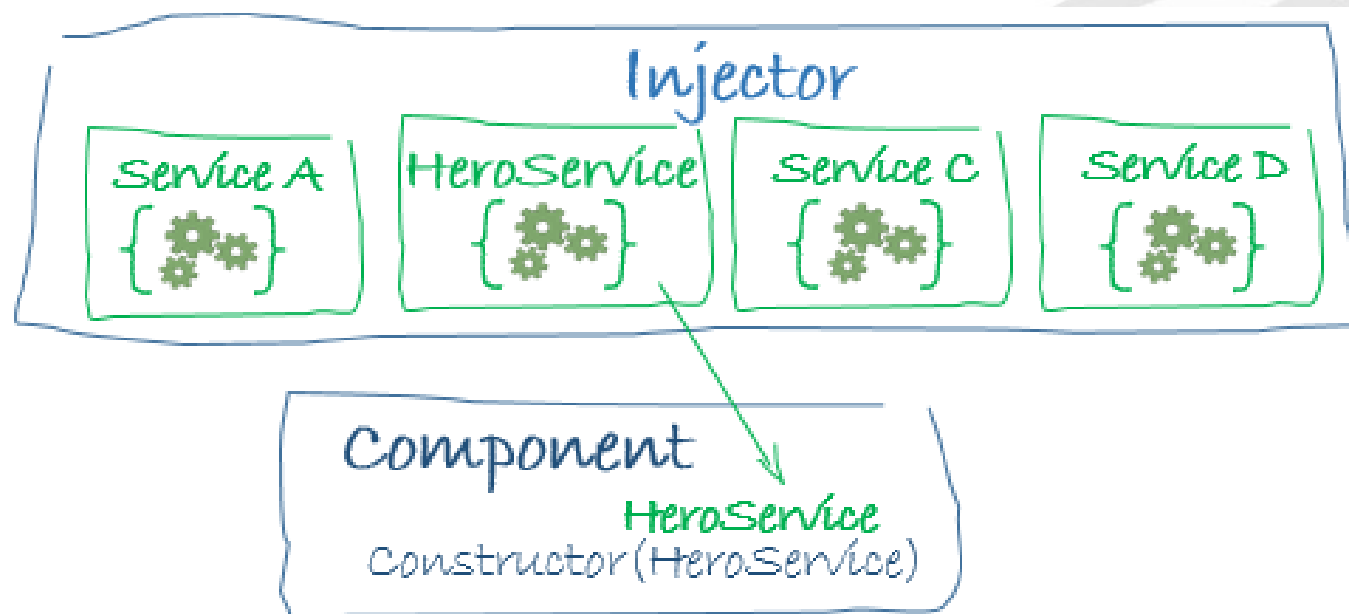 Injector
Service A
HeroService
Service C
Service D
Component
HeroService
Constructor(HeroService)